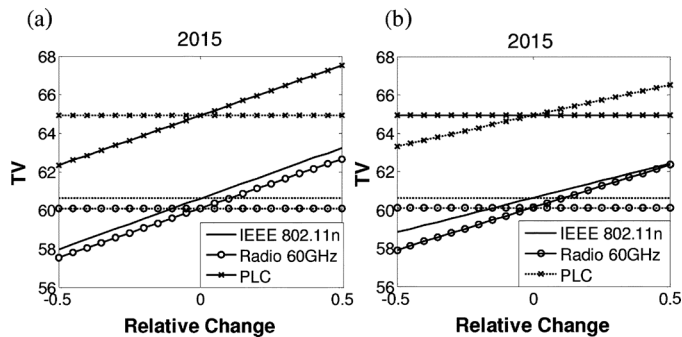 (a)
2015
TV
68
66
64
62
60
58
56
-0.5
0
0.5
Relative Change
IEEE 802.11n
Radio 60GHz
PLC
(b)
2015
TV
68
66
64
62
60
58
56
-0.5
0
0.5
Relative Change
IEEE 802.11n
Radio 60GHz
PLC